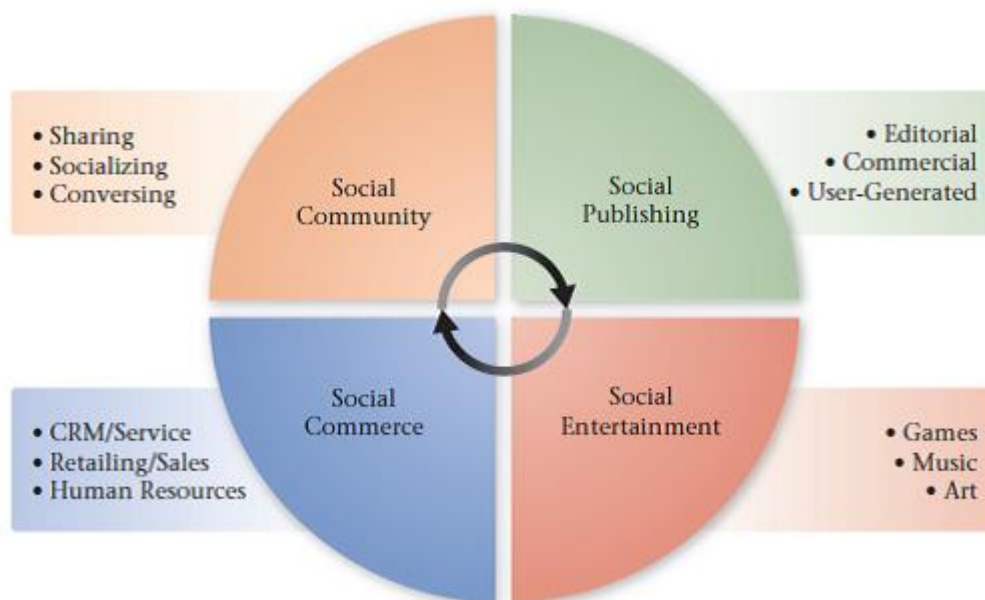 • Sharing
• Socializing
• Conversing
Social
Community
Social
Publishing
• Editorial
• Commercial
• User-Generated
• CRM/Service
• Retailing/Sales
• Human Resources
Social
Commerce
Social
Entertainment
• Games
• Music
• Art